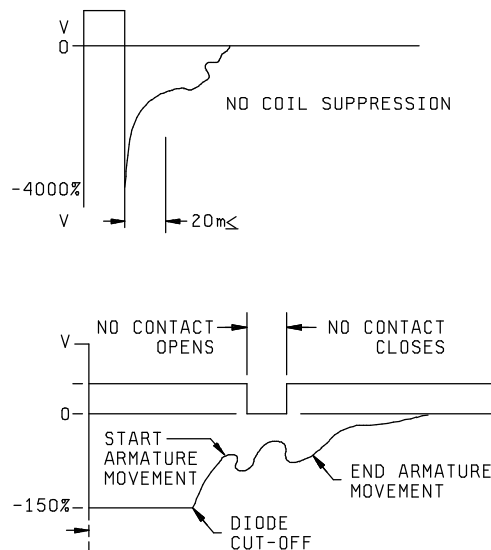 V
0
NO COIL SUPPRESSION
-4000%
V
20m≤
NO CONTACT
OPENS
NO CONTACT
CLOSES
V
0
START
ARMATURE
MOVEMENT
END ARMATURE
MOVEMENT
-150%
DIODE
CUT-OFF